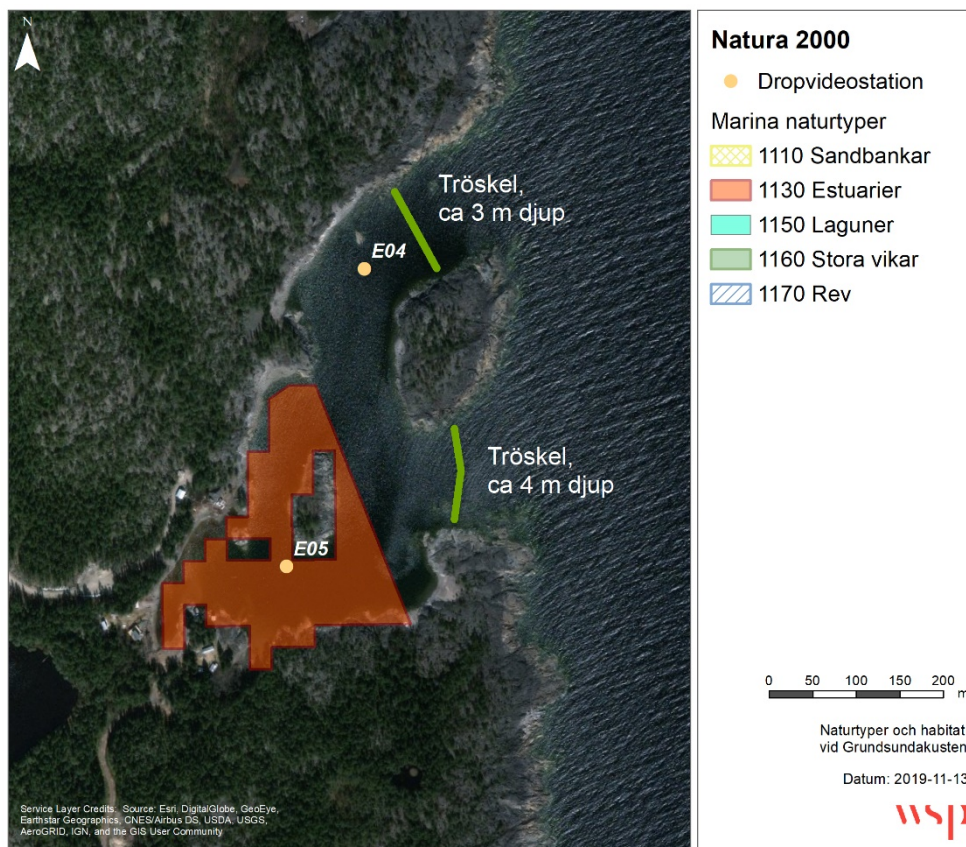 N
Tröskel,
ca 3 m djup
E04
Tröskel,
ca 4 m djup
E05
Service Layer Credits: Source: Esri, DigitalGlobe, GeoEye,
Earthstar Geographics, CNES/Airbus DS, USDA, USGS,
AeroGRID, IGN, and the GIS User Community
Natura 2000
Dropvideostation
Marina naturtyper
1110 Sandbankar
1130 Estuarier
1150 Laguner
1160 Stora vikar
1170 Rev
0 50 100 150 200 m
Naturtyper och habitat
vid Grundsundakusten
Datum: 2019-11-13
wsp